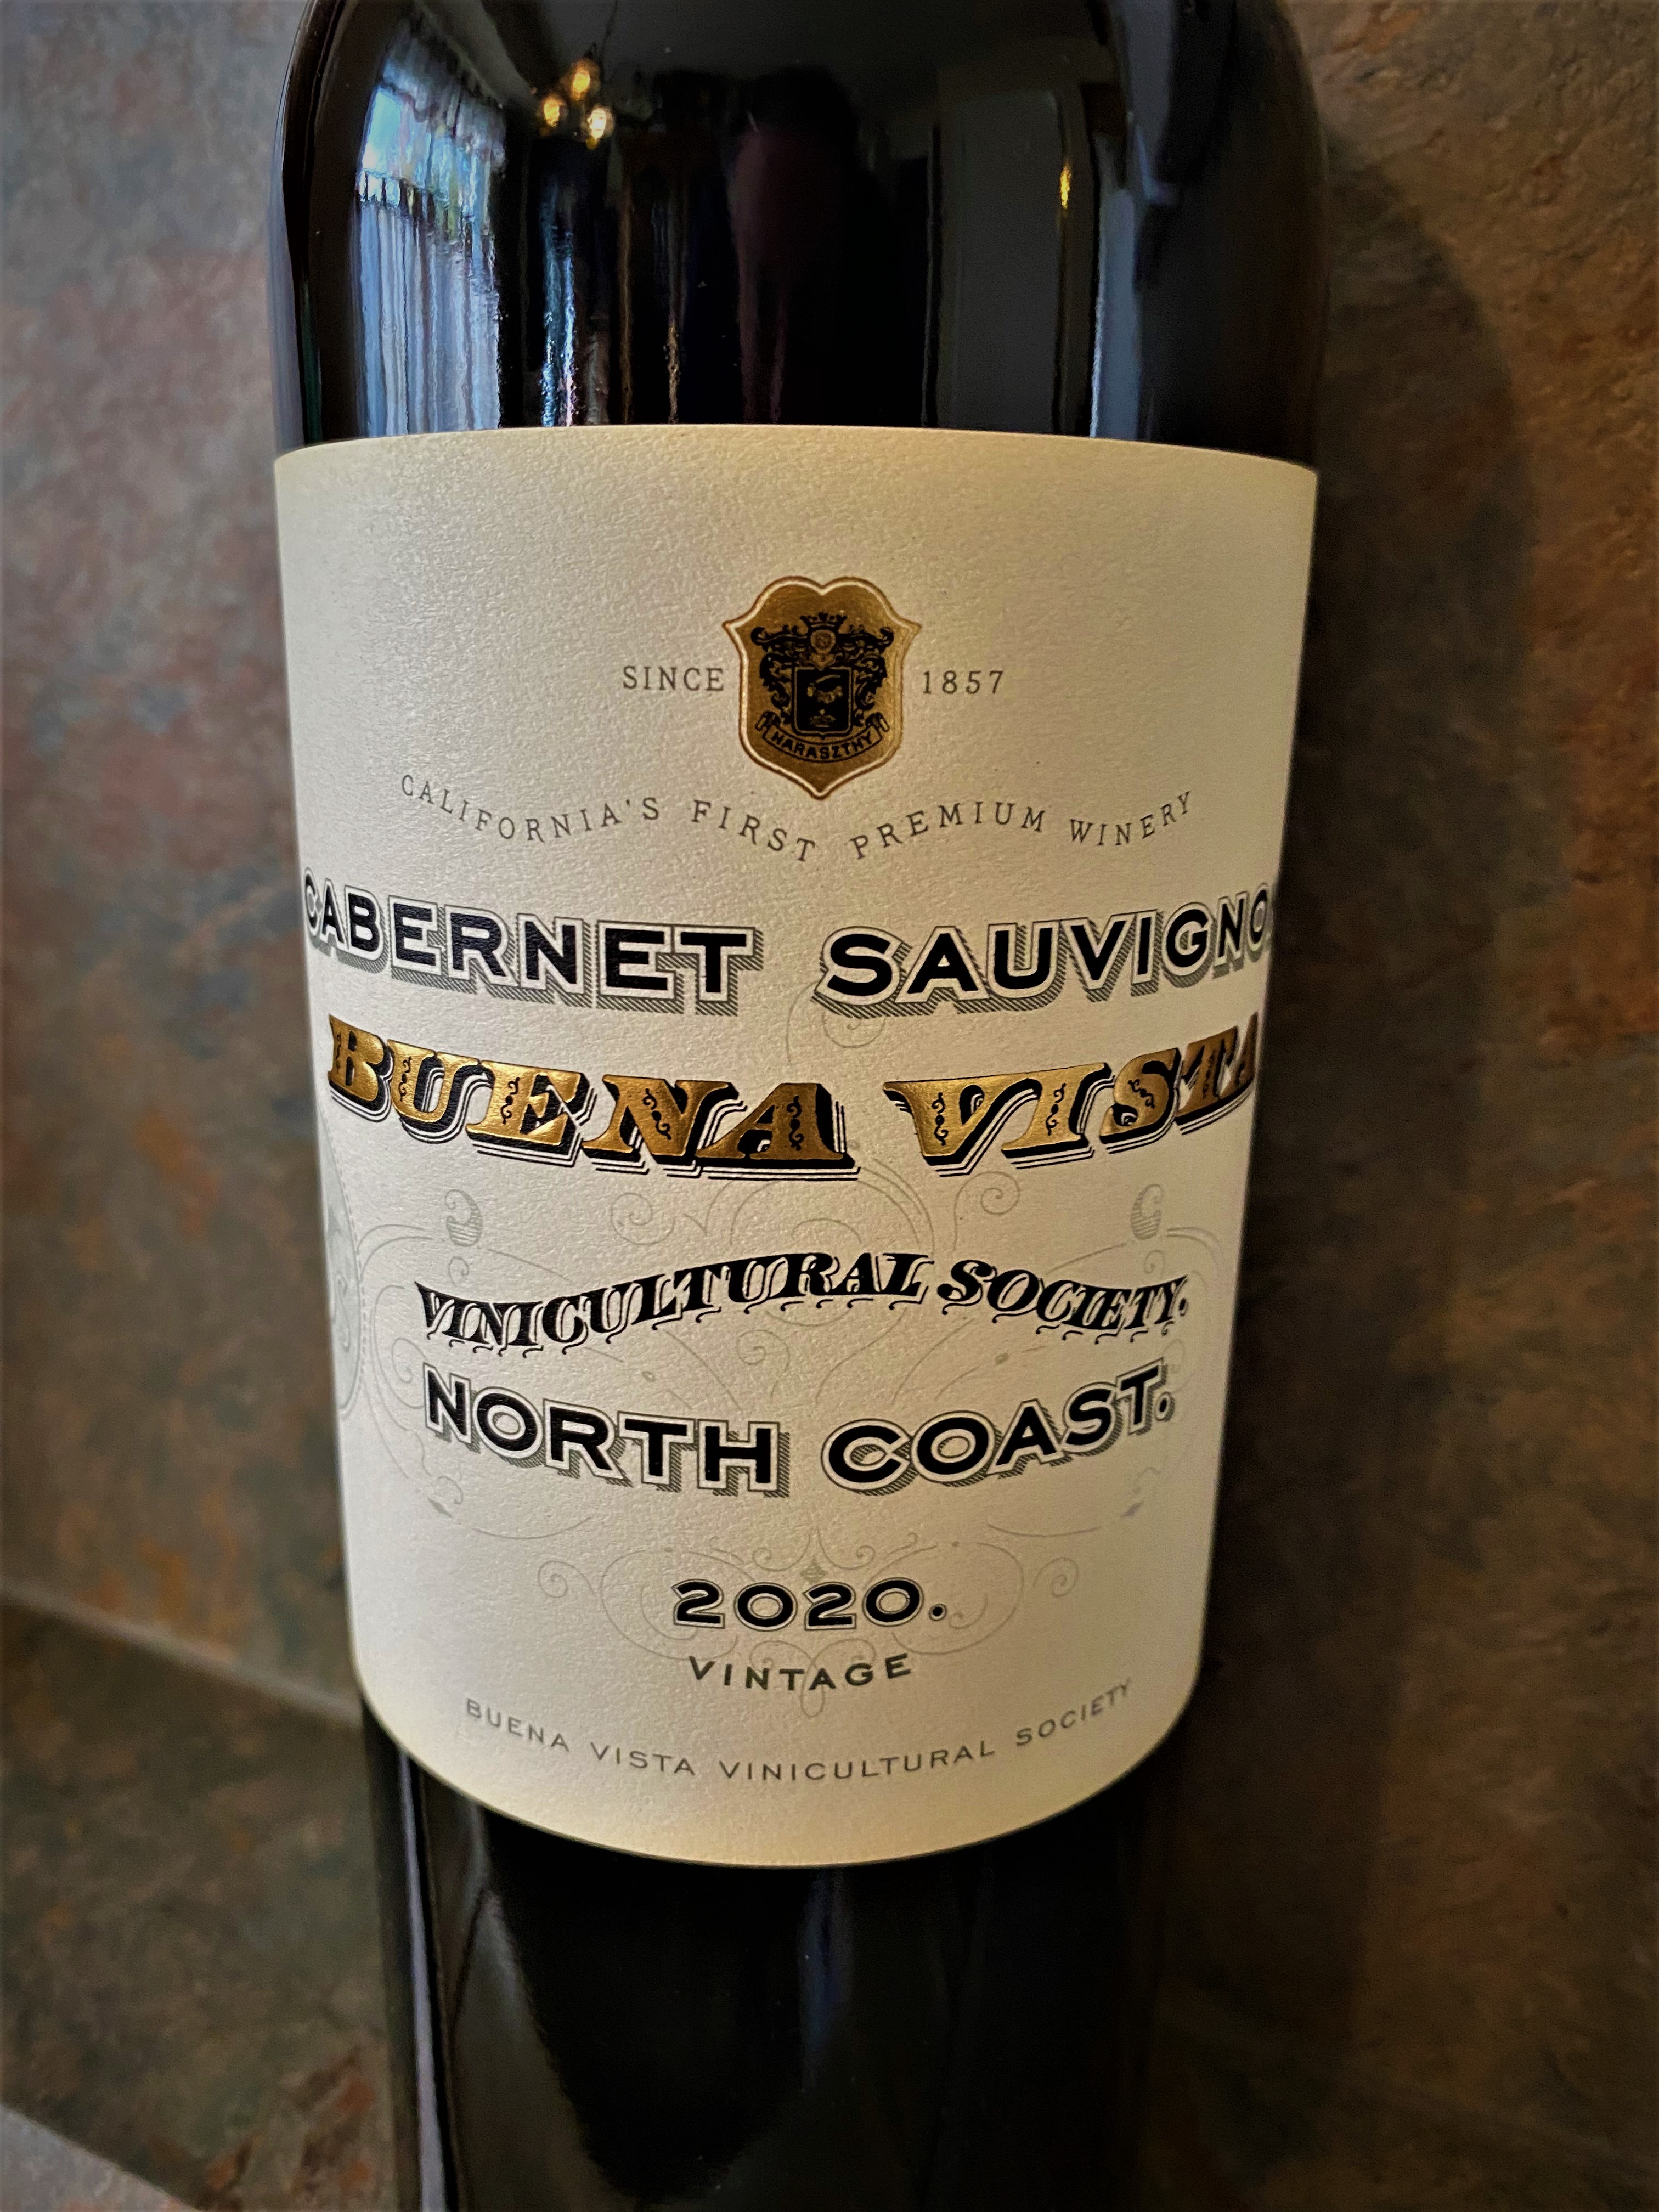 SINCE 1857
HARASZTHY
CALIFORNIA'S FIRST PREMIUM WINERY
CABERNET SAUVIGNO
BUENA VISTA
VINICULTURAL SOCIETY.
NORTH COAST.
2020.
VINTAGE
BUENA VISTA VINICULTURAL SOCIETY